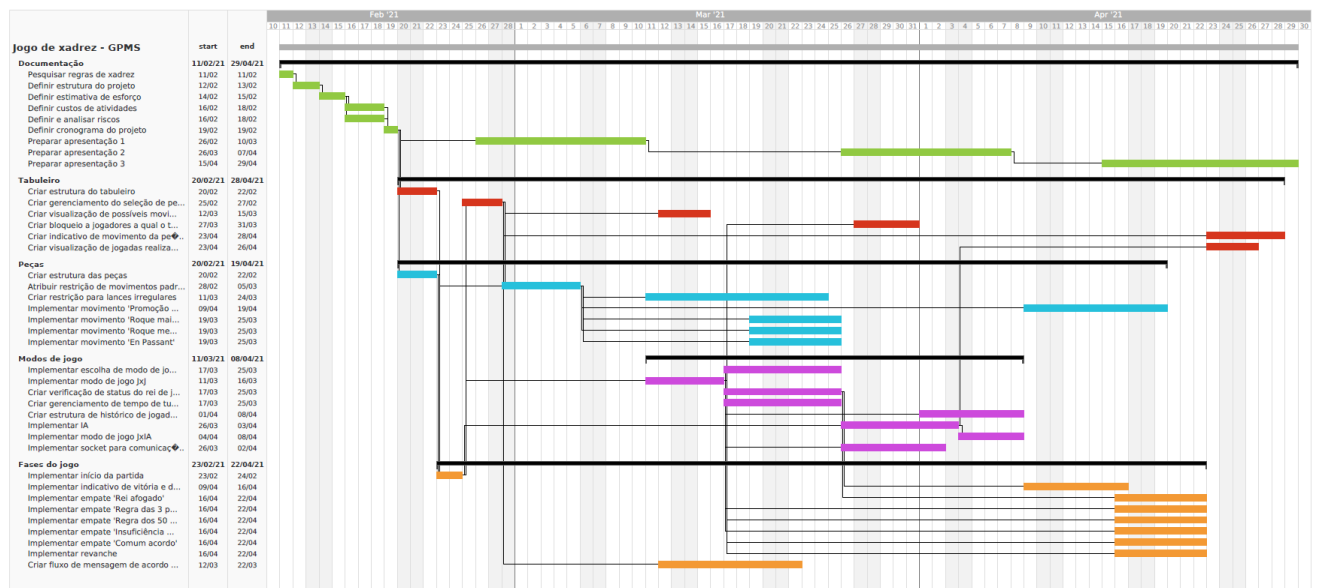 Feb '21 Mar '21 Apr '21
10 11 12 13 14 15 16 17 18 19 20 21 22 23 24 25 26 27 28 1 2 3 4 5 6 7 8 9 10 11 12 13 14 15 16 17 18 19 20 21 22 23 24 25 26 27 28 29 30 31 1 2 3 4 5 6 7 8 9 10 11 12 13 14 15 16 17 18 19 20 21 22 23 24 25 26 27 28 29 30
Jogo de xadrez - GPMS start end
Documentação 11/02/21 29/04/21
Pesquisar regras de xadrez 11/02 11/02
Definir estrutura do projeto 12/02 13/02
Definir estimativa de esforço 14/02 15/02
Definir custos de atividades 16/02 18/02
Definir e analisar riscos 16/02 18/02
Definir cronograma do projeto 19/02 19/02
Preparar apresentação 1 26/02 10/03
Preparar apresentação 2 26/03 07/04
Preparar apresentação 3 15/04 29/04
Tabuleiro 20/02/21 28/04/21
Criar estrutura do tabuleiro 20/02 22/02
Criar gerenciamento do seleção de pe... 25/02 27/02
Criar visualização de possíveis movi... 12/03 15/03
Criar bloqueio a jogadores a qual o t... 27/03 31/03
Criar indicativo de movimento da pe�.. 23/04 28/04
Criar visualização de jogadas realiza... 23/04 26/04
Peças 20/02/21 19/04/21
Criar estrutura das peças 20/02 22/02
Atribuir restrição de movimentos padr... 28/02 05/03
Criar restrição para lances irregulares 11/03 24/03
Implementar movimento 'Promoção ... 09/04 19/04
Implementar movimento 'Roque mai... 19/03 25/03
Implementar movimento 'Roque me... 19/03 25/03
Implementar movimento 'En Passant' 19/03 25/03
Modos de jogo 11/03/21 08/04/21
Implementar escolha de modo de jo... 17/03 25/03
Implementar modo de jogo JxJ 11/03 16/03
Criar verificação de status do rei de j... 17/03 25/03
Criar gerenciamento de tempo de tu... 17/03 25/03
Criar estrutura de histórico de jogad... 01/04 08/04
Implementar IA 26/03 03/04
Implementar modo de jogo JxIA 04/04 08/04
Implementar socket para comunicaç�.. 26/03 02/04
Fases do jogo 23/02/21 22/04/21
Implementar início da partida 23/02 24/02
Implementar indicativo de vitória e d... 09/04 16/04
Implementar empate 'Rei afogado' 16/04 22/04
Implementar empate 'Regra das 3 p... 16/04 22/04
Implementar empate 'Regra dos 50 ... 16/04 22/04
Implementar empate 'Insuficiência ... 16/04 22/04
Implementar empate 'Comum acordo' 16/04 22/04
Implementar revanche 16/04 22/04
Criar fluxo de mensagem de acordo ... 12/03 22/03